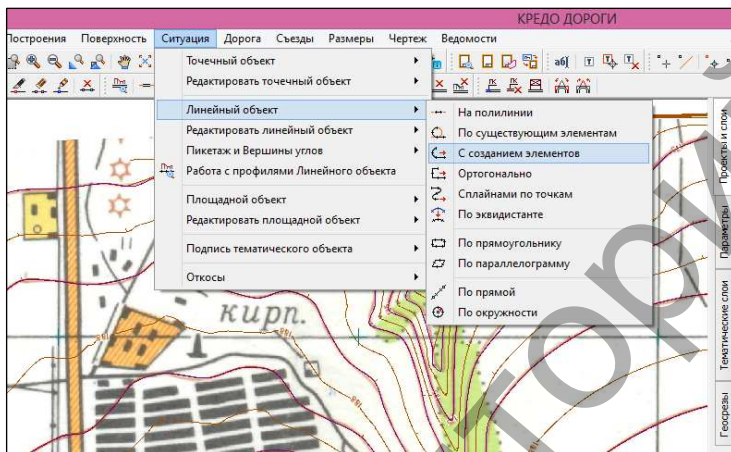 КРЕДО ДОРОГИ
Построения Поверхность Ситуация Дорога Съезды Размеры Чертеж Ведомости
Точечный объект
Редактировать точечный объект
Линейный объект
Редактировать линейный объект
Пикетаж и Вершины углов
Работа с профилями Линейного объекта
Площадной объект
Редактировать площадной объект
Подпись тематического объекта
Откосы
На полилинии
По существующим элементам
С созданием элементов
Ортогонально
Сплайнами по точкам
По эквидистанте
По прямоугольнику
По параллелограмму
По прямой
По окружности
Проекты и слои
Параметры
Тематические слои
Геосрезы
кирп.